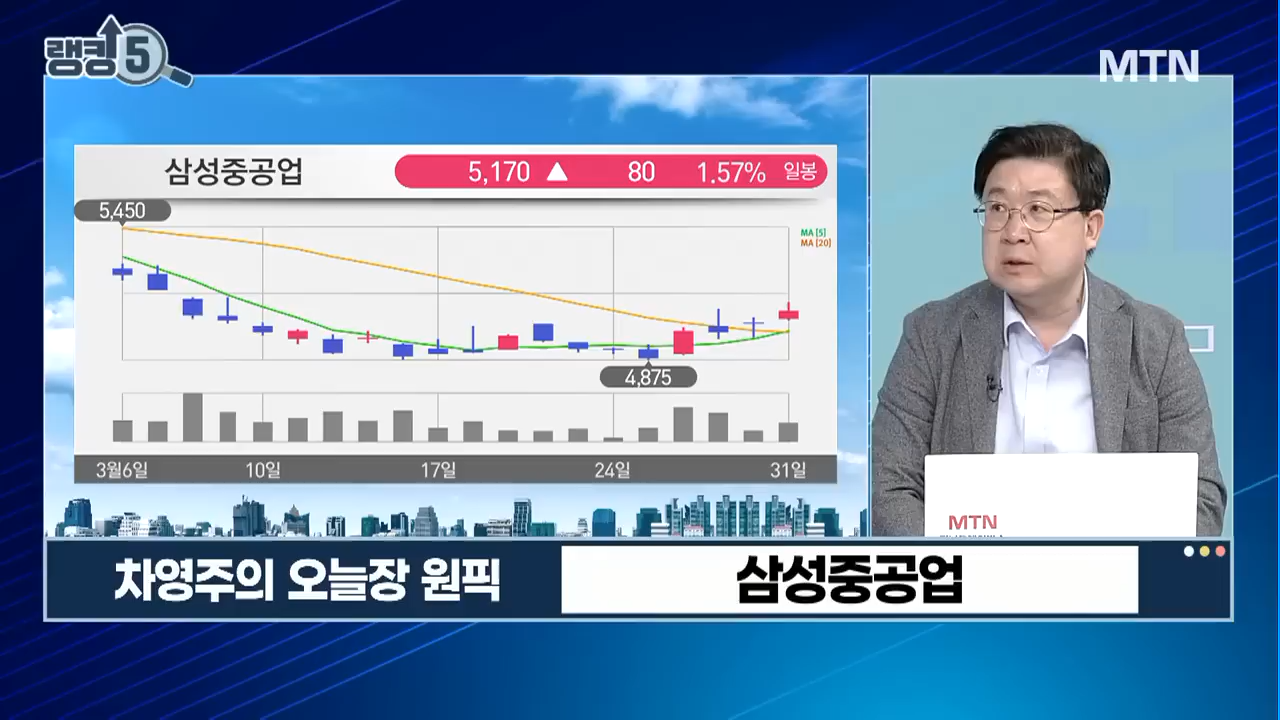 랭킹5
MTN
삼성중공업
5,170 ▲ 80 1.57% 일봉
5,450
MA [5]
MA [20]
4,875
3월6일 10일 17일 24일 31일
MTN
차영주의 오늘장 원픽 삼성중공업